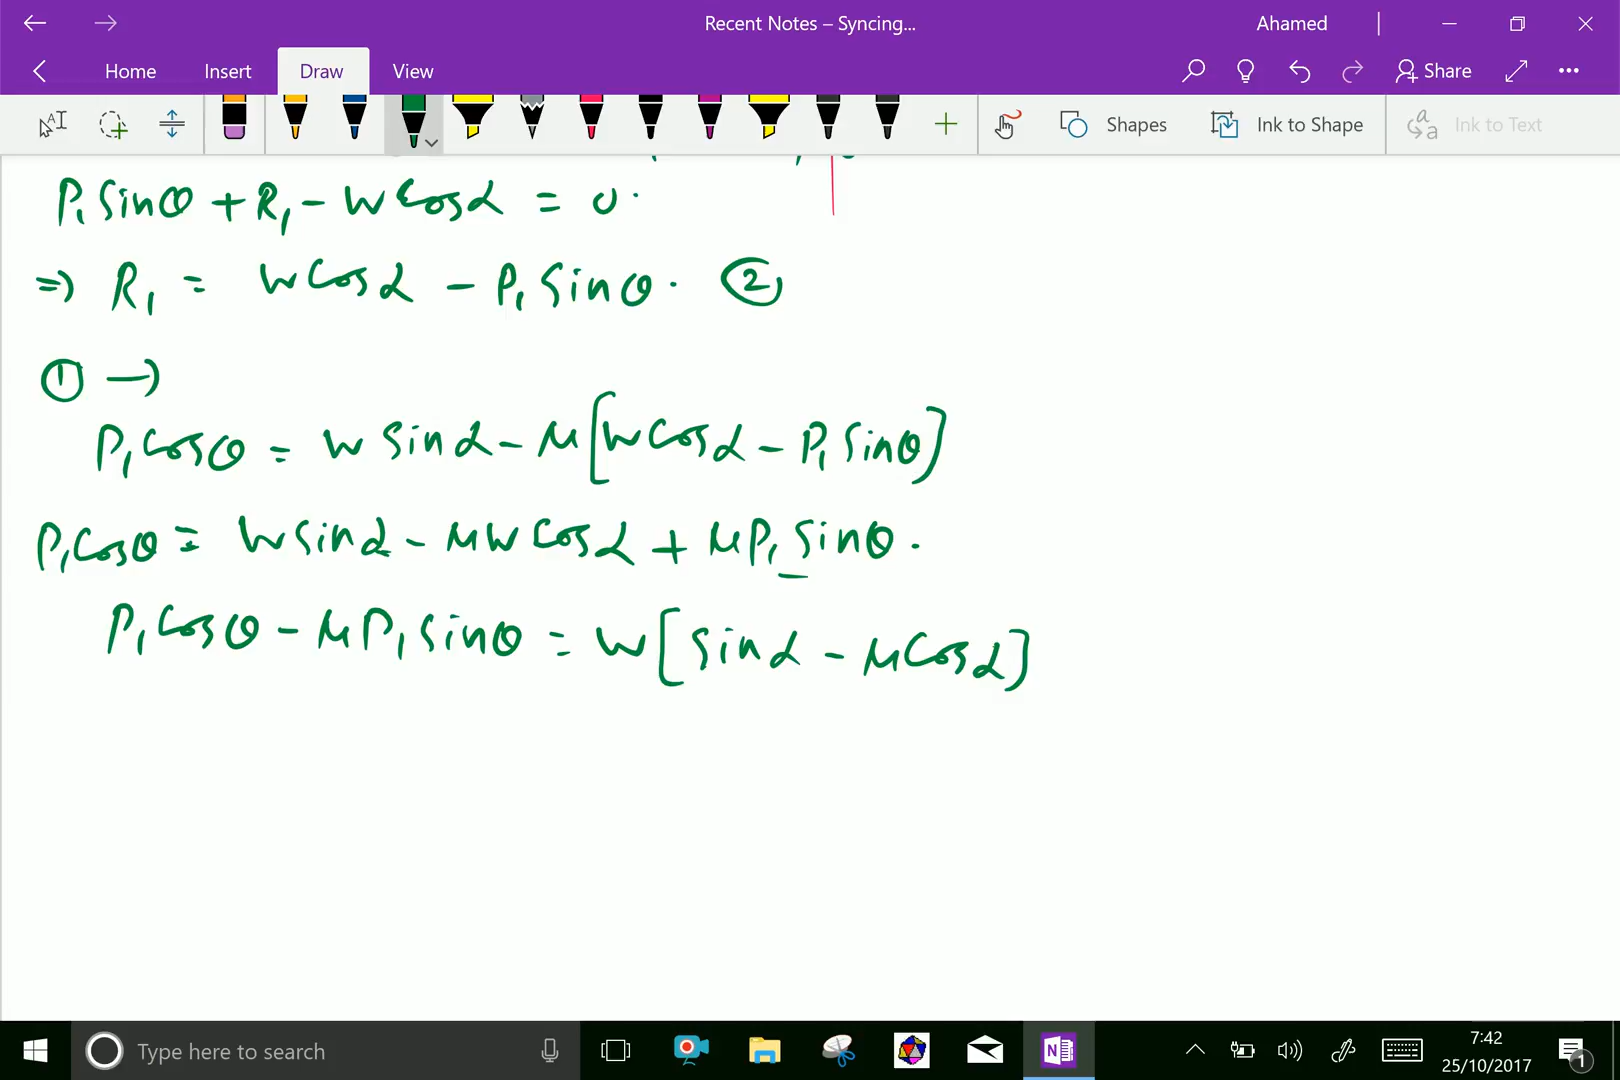 Recent Notes – Syncing...
Ahamed
Home Insert Draw View
Share
Shapes
Ink to Shape
Ink to Text
P₁ Sinθ + R₁ - W Cosα = 0.
=> R₁ = W Cosα - P₁ Sinθ. ②
① →
P₁ Cosθ = W Sinα - μ[W Cosα - P₁ Sinθ]
P₁ Cosθ = W Sinα - μW Cosα + μP₁ Sinθ.
P₁ Cosθ - μP₁ Sinθ = W[Sinα - μCosα]
Type here to search
7:42
25/10/2017
1